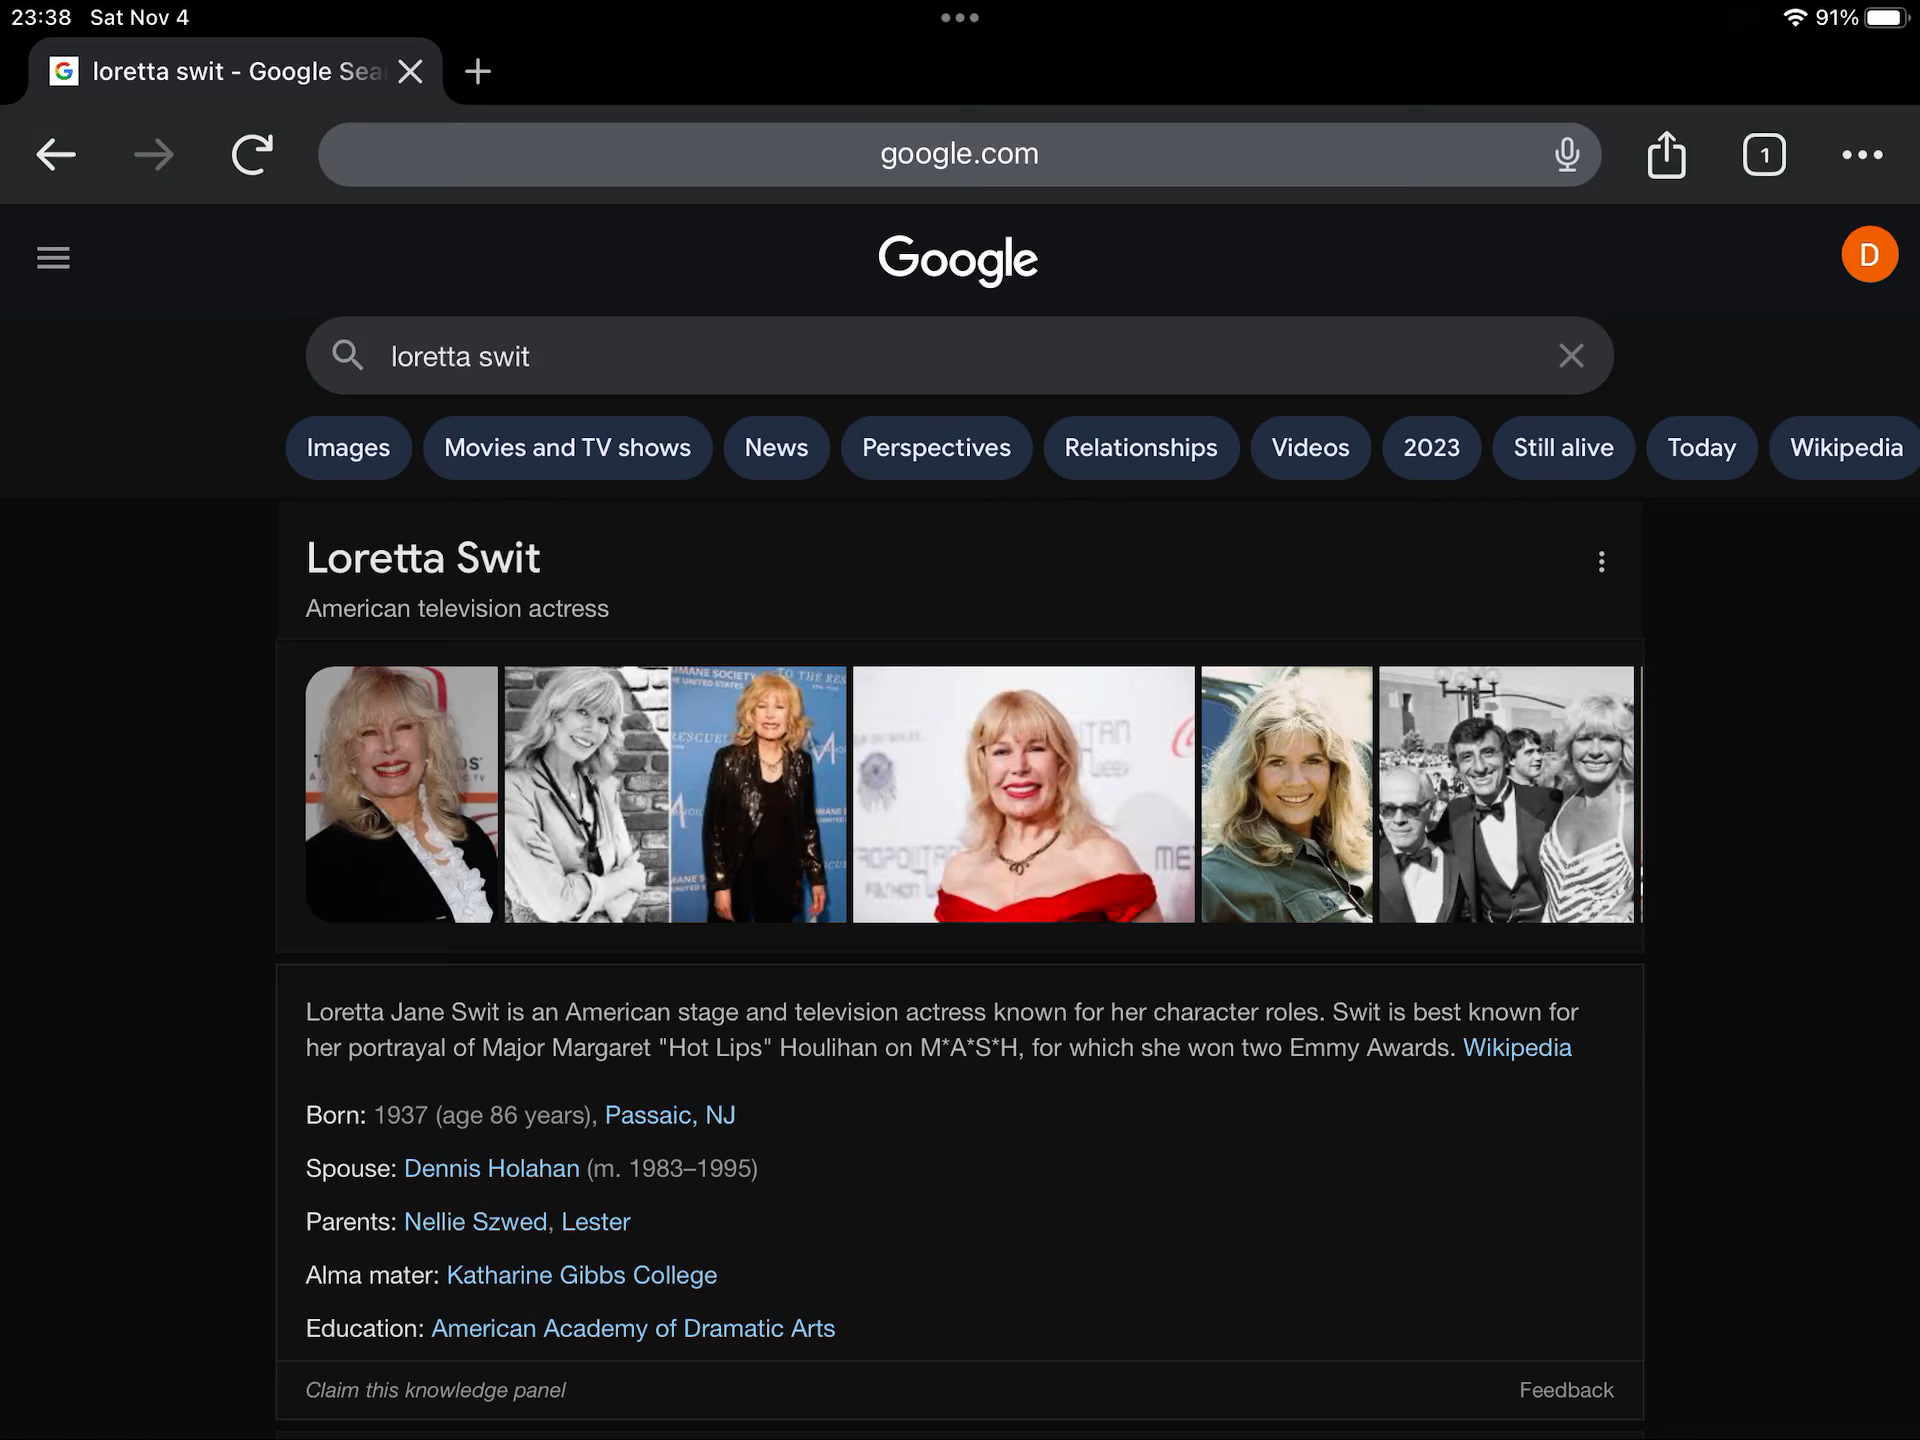 23:38 Sat Nov 4
91%
loretta swit - Google Sea
google.com
1
Google
D
loretta swit
Images
Movies and TV shows
News
Perspectives
Relationships
Videos
2023
Still alive
Today
Wikipedia
Loretta Swit
American television actress
Loretta Jane Swit is an American stage and television actress known for her character roles. Swit is best known for
her portrayal of Major Margaret "Hot Lips" Houlihan on M*A*S*H, for which she won two Emmy Awards. Wikipedia
Born: 1937 (age 86 years), Passaic, NJ
Spouse: Dennis Holahan (m. 1983–1995)
Parents: Nellie Szwed, Lester
Alma mater: Katharine Gibbs College
Education: American Academy of Dramatic Arts
Claim this knowledge panel
Feedback